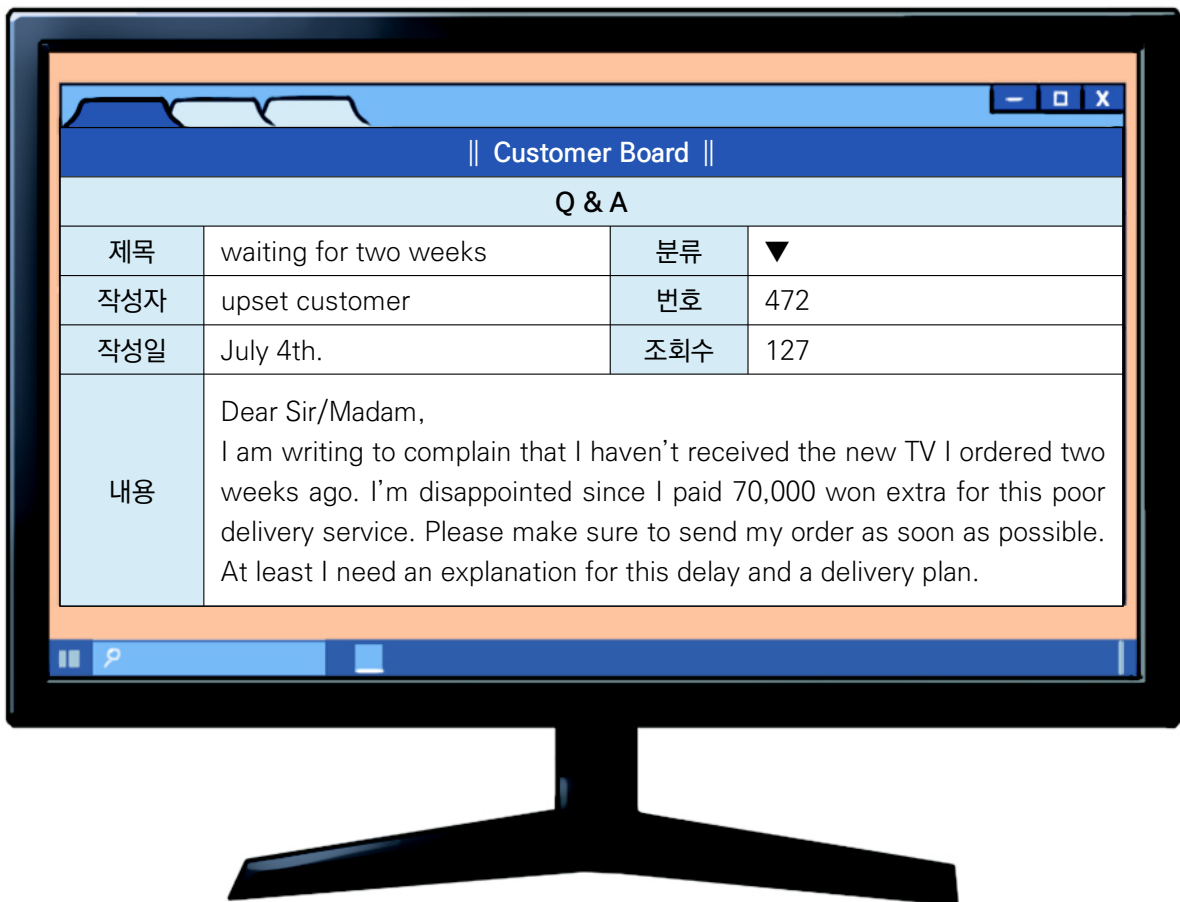 || Customer Board ||
Q & A
제목 waiting for two weeks 분류 ▼
작성자 upset customer 번호 472
작성일 July 4th. 조회수 127
내용
Dear Sir/Madam,
I am writing to complain that I haven't received the new TV I ordered two
weeks ago. I'm disappointed since I paid 70,000 won extra for this poor
delivery service. Please make sure to send my order as soon as possible.
At least I need an explanation for this delay and a delivery plan.